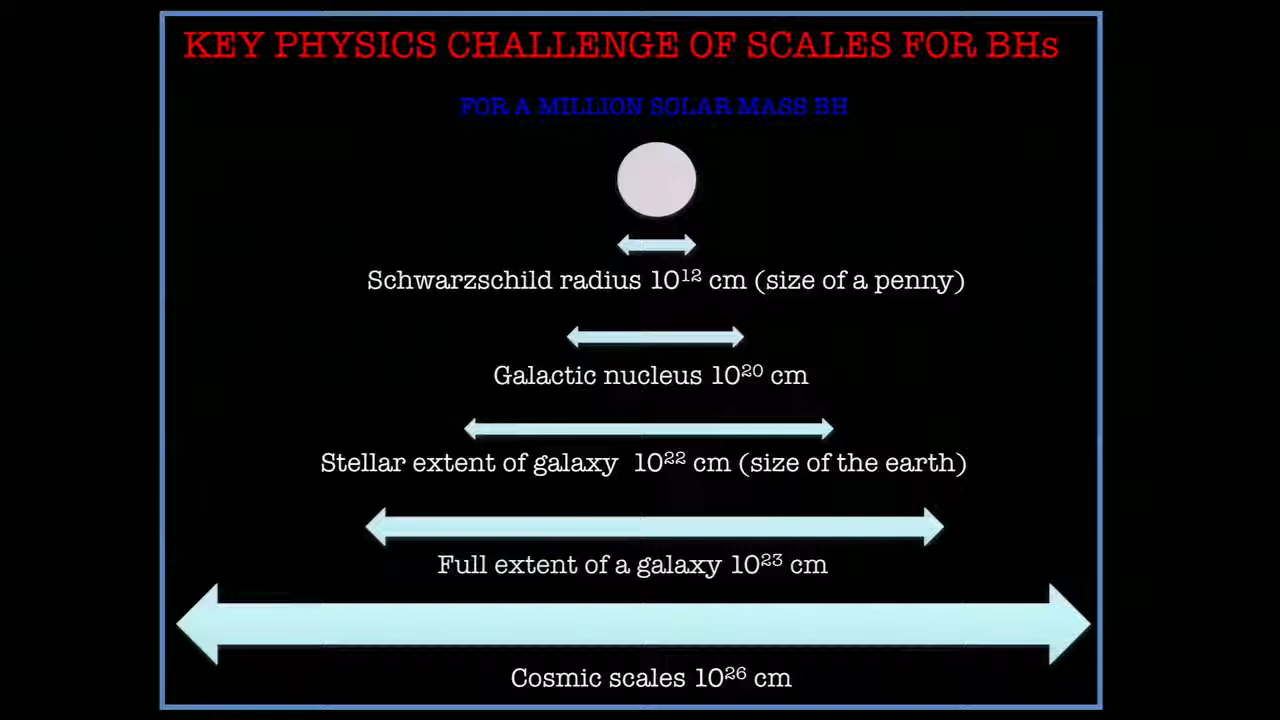 KEY PHYSICS CHALLENGE OF SCALES FOR BHs
FOR A MILLION SOLAR MASS BH
Schwarzschild radius 10¹² cm (size of a penny)
Galactic nucleus 10²⁰ cm
Stellar extent of galaxy 10²² cm (size of the earth)
Full extent of a galaxy 10²³ cm
Cosmic scales 10²⁶ cm